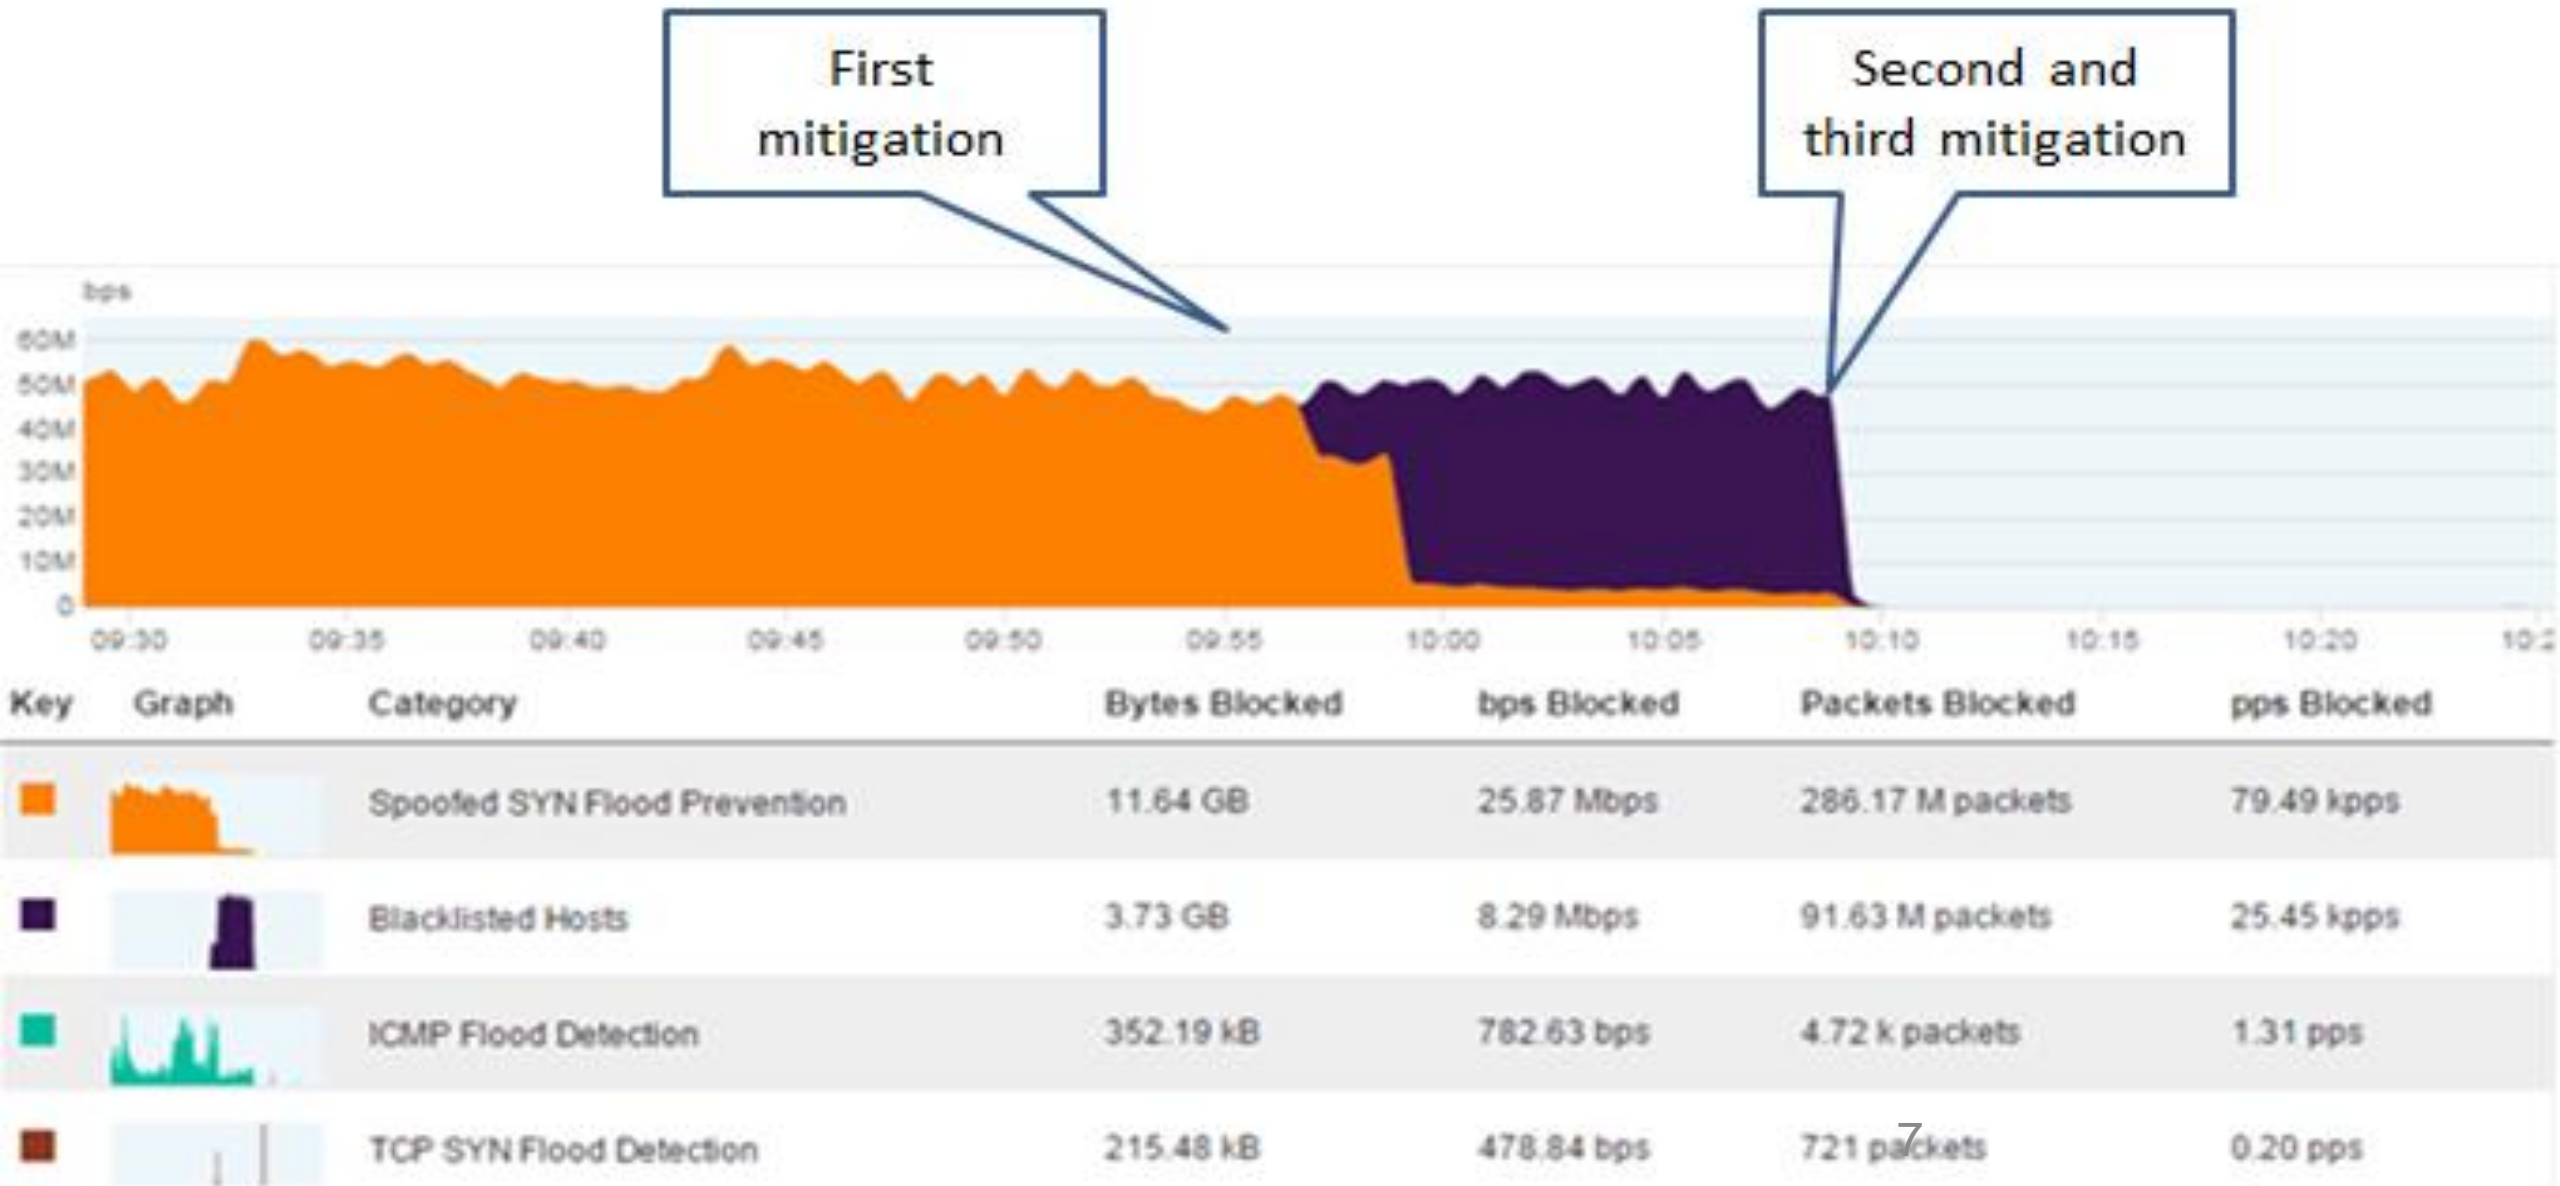 First
mitigation
Second and
third mitigation
bps
60M
50M
40M
30M
20M
10M
0
09:30 09:35 09:40 09:45 09:50 09:55 10:00 10:05 10:10 10:15 10:20 10:2
Key Graph Category Bytes Blocked bps Blocked Packets Blocked pps Blocked
Spoofed SYN Flood Prevention 11.64 GB 25.87 Mbps 286.17 M packets 79.49 kpps
Blacklisted Hosts 3.73 GB 8.29 Mbps 91.63 M packets 25.45 kpps
ICMP Flood Detection 352.19 kB 782.63 bps 4.72 k packets 1.31 pps
TCP SYN Flood Detection 215.48 kB 478.84 bps 721 packets 0.20 pps
7